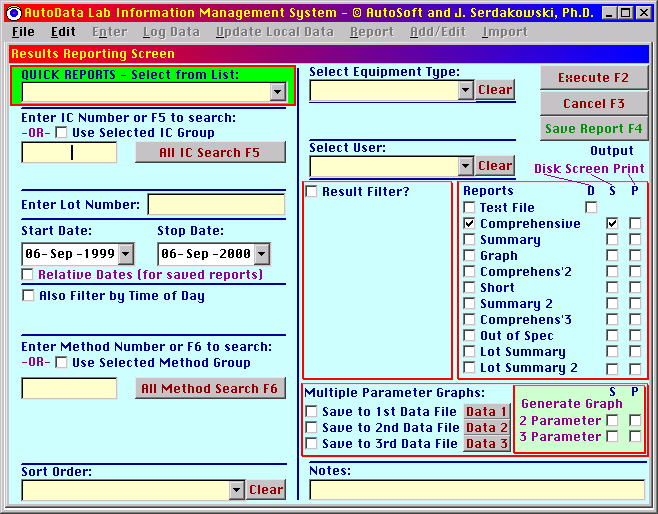 AutoData Lab Information Management System - © AutoSoft and J. Serdakowski, Ph.D.
File Edit Enter Log Data Update Local Data Report Add/Edit Import
Results Reporting Screen
QUICK REPORTS - Select from List:
Enter IC Number or F5 to search:
-OR- Use Selected IC Group
All IC Search F5
Enter Lot Number:
Start Date: Stop Date:
06-Sep-1999 06-Sep-2000
Relative Dates (for saved reports)
Also Filter by Time of Day
Enter Method Number or F6 to search:
-OR- Use Selected Method Group
All Method Search F6
Sort Order:
Clear
Select Equipment Type:
Clear
Select User:
Clear
Execute F2
Cancel F3
Save Report F4
Output
Disk Screen Print
Result Filter?
Reports D S P
Text File
Comprehensive
Summary
Graph
Comprehens'2
Short
Summary 2
Comprehens'3
Out of Spec
Lot Summary
Lot Summary 2
Multiple Parameter Graphs:
Save to 1st Data File Data 1
Save to 2nd Data File Data 2
Save to 3rd Data File Data 3
S P
Generate Graph
2 Parameter
3 Parameter
Notes: